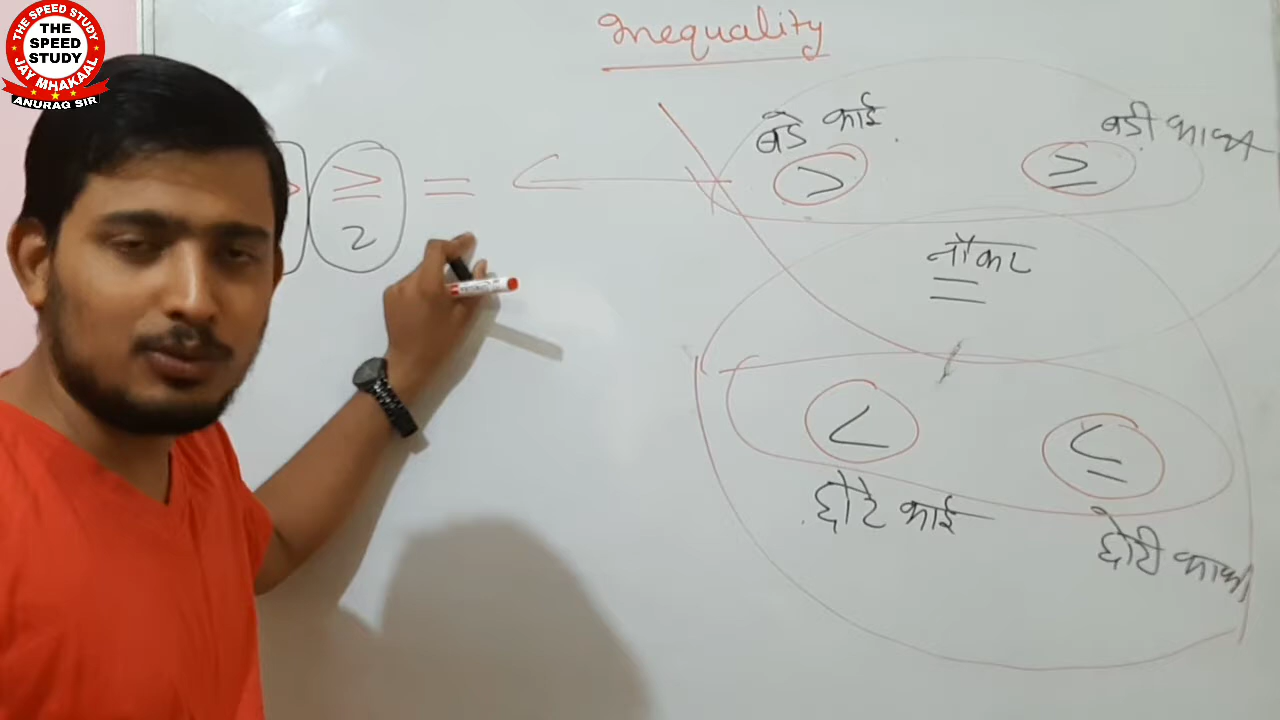 THE SPEED STUDY
THE
SPEED
STUDY
JAY MHAKAAL
ANURAG SIR
Inequality
बडे भाई
बडी भाभी
> ≥ = <
2
> ≥
नौकर
=
< ≤
छोटे भाई
छोटी भाभी